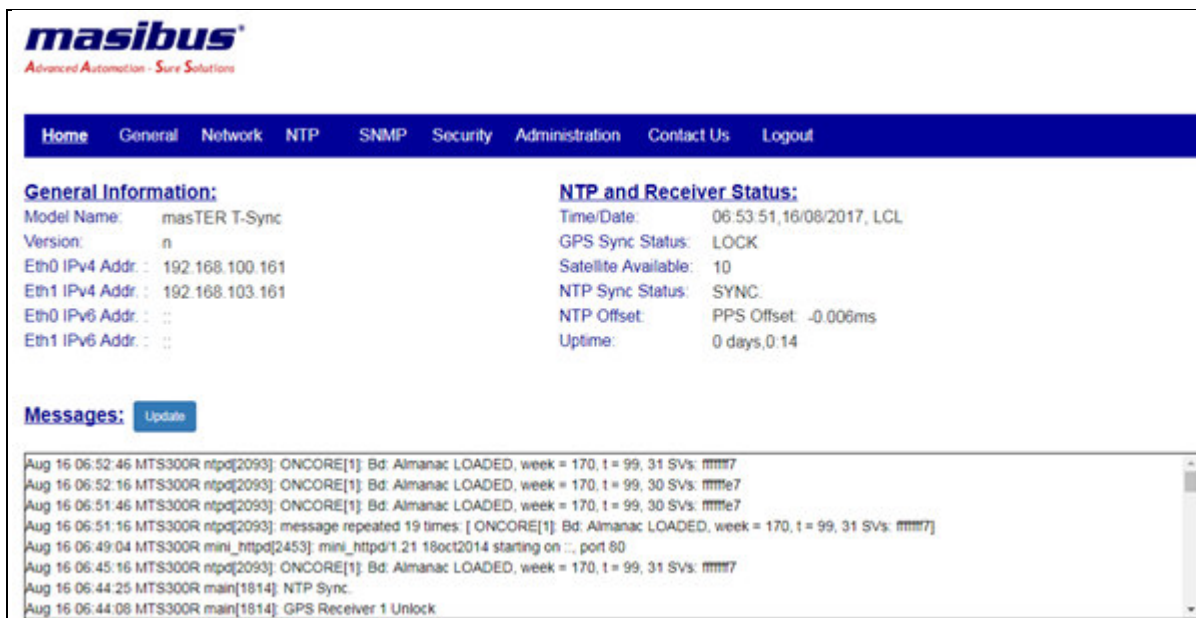 masibus
Advanced Automation - Sure Solutions
Home General Network NTP SNMP Security Administration Contact Us Logout
General Information:
Model Name: masTER T-Sync
Version: n
Eth0 IPv4 Addr. : 192.168.100.161
Eth1 IPv4 Addr. : 192.168.103.161
Eth0 IPv6 Addr. : ::
Eth1 IPv6 Addr. : ::
NTP and Receiver Status:
Time/Date: 06:53:51,16/08/2017, LCL
GPS Sync Status: LOCK
Satellite Available: 10
NTP Sync Status: SYNC.
NTP Offset: PPS Offset: -0.006ms
Uptime: 0 days,0:14
Messages: Update
Aug 16 06:52:46 MTS300R ntpd[2093]: ONCORE[1]: Bd: Almanac LOADED, week = 170, t = 99, 31 SVs: fffffff7
Aug 16 06:52:16 MTS300R ntpd[2093]: ONCORE[1]: Bd: Almanac LOADED, week = 170, t = 99, 30 SVs: ffffffe7
Aug 16 06:51:46 MTS300R ntpd[2093]: ONCORE[1]: Bd: Almanac LOADED, week = 170, t = 99, 30 SVs: ffffffe7
Aug 16 06:51:16 MTS300R ntpd[2093]: message repeated 19 times: [ ONCORE[1]: Bd: Almanac LOADED, week = 170, t = 99, 31 SVs: fffffff7]
Aug 16 06:49:04 MTS300R mini_httpd[2453]: mini_httpd/1.21 18oct2014 starting on ::, port 80
Aug 16 06:45:16 MTS300R ntpd[2093]: ONCORE[1]: Bd: Almanac LOADED, week = 170, t = 99, 31 SVs: fffffff7
Aug 16 06:44:25 MTS300R main[1814]: NTP Sync.
Aug 16 06:44:08 MTS300R main[1814]: GPS Receiver 1 Unlock